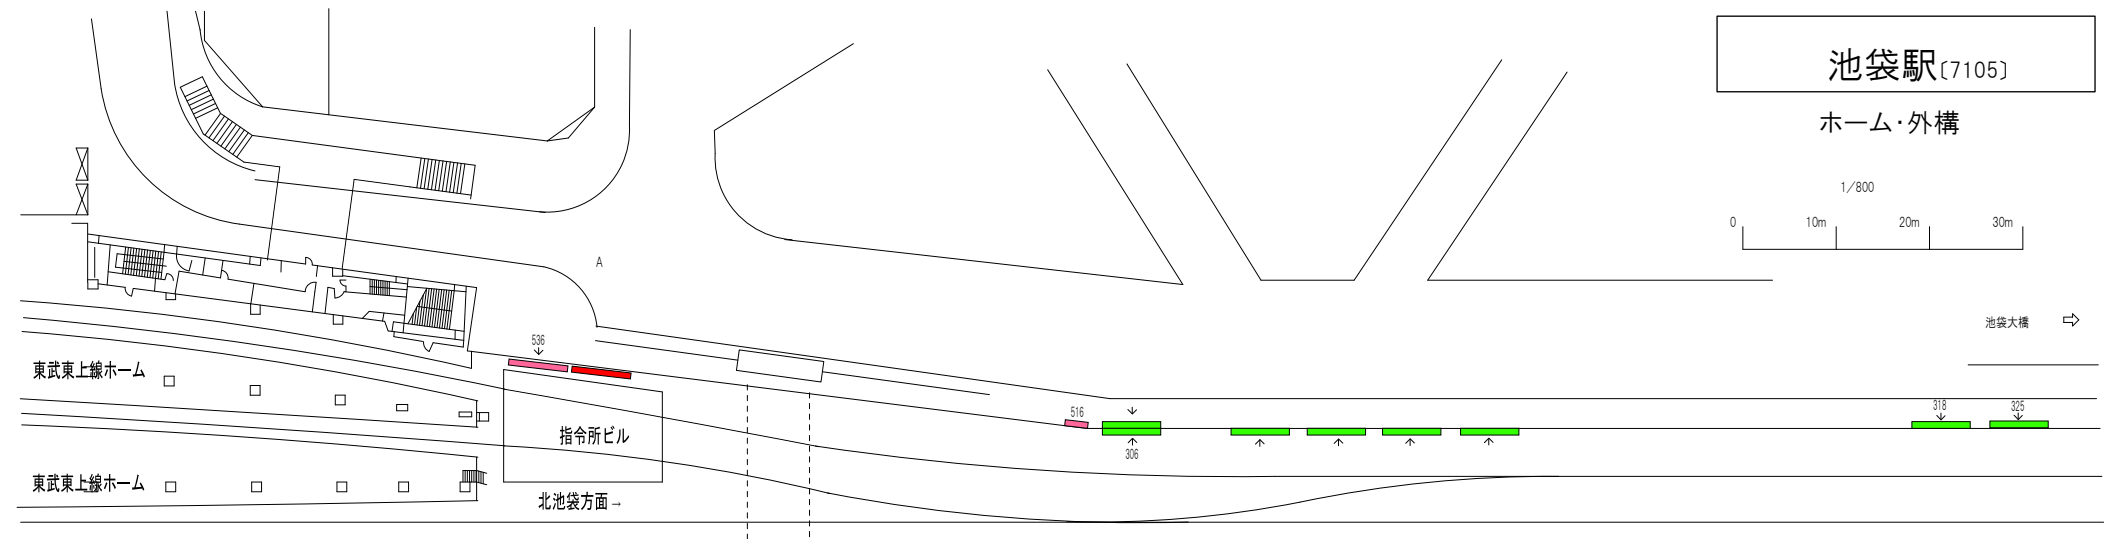 池袋駅〔7105〕
ホーム・外構
1/800
0 10m 20m 30m
A
池袋大橋
536
東武東上線ホーム
516
318
325
指令所ビル
306
東武東上線ホーム
北池袋方面→